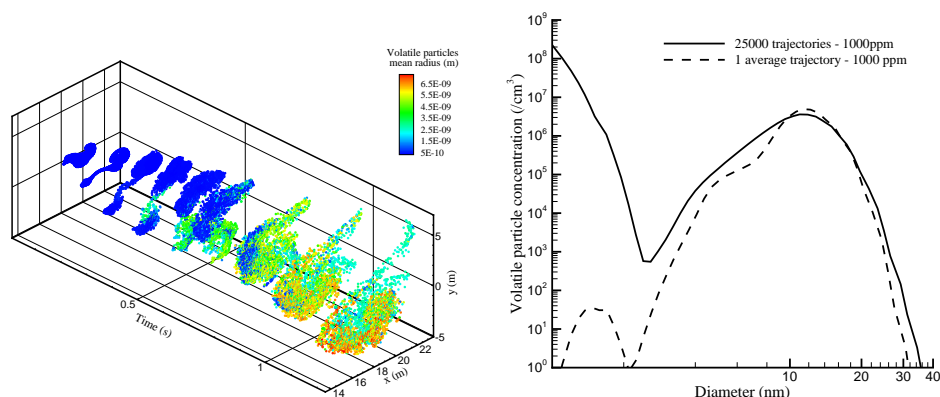 Volatile particles
mean radius (m)
6.5E-09
5.5E-09
4.5E-09
3.5E-09
2.5E-09
1.5E-09
5E-10
5
0
-5
y (m)
0.5
1
Time (s)
14
16
18
20
22
x (m)
10^9
10^8
10^7
10^6
10^5
10^4
10^3
10^2
10^1
10^0
Volatile particle concentration (/cm^3)
25000 trajectories - 1000ppm
1 average trajectory - 1000 ppm
10
20
30
40
Diameter (nm)